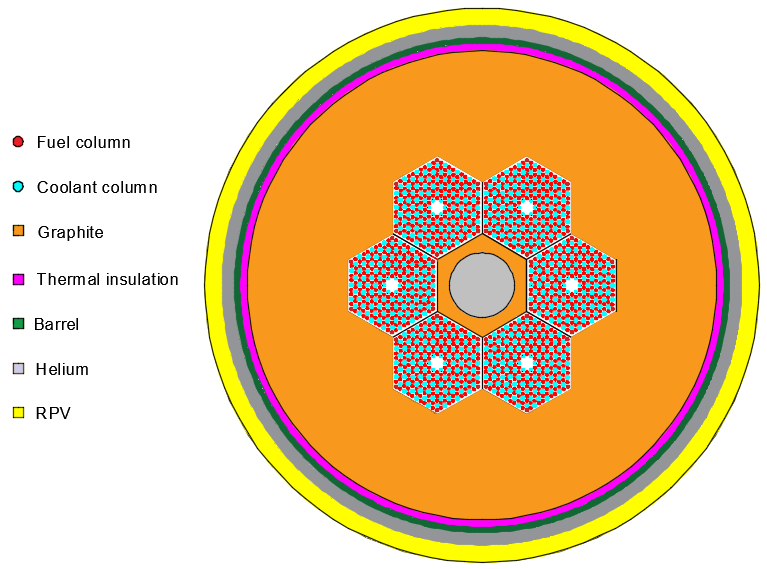 Fuel column
Coolant column
Graphite
Thermal insulation
Barrel
Helium
RPV